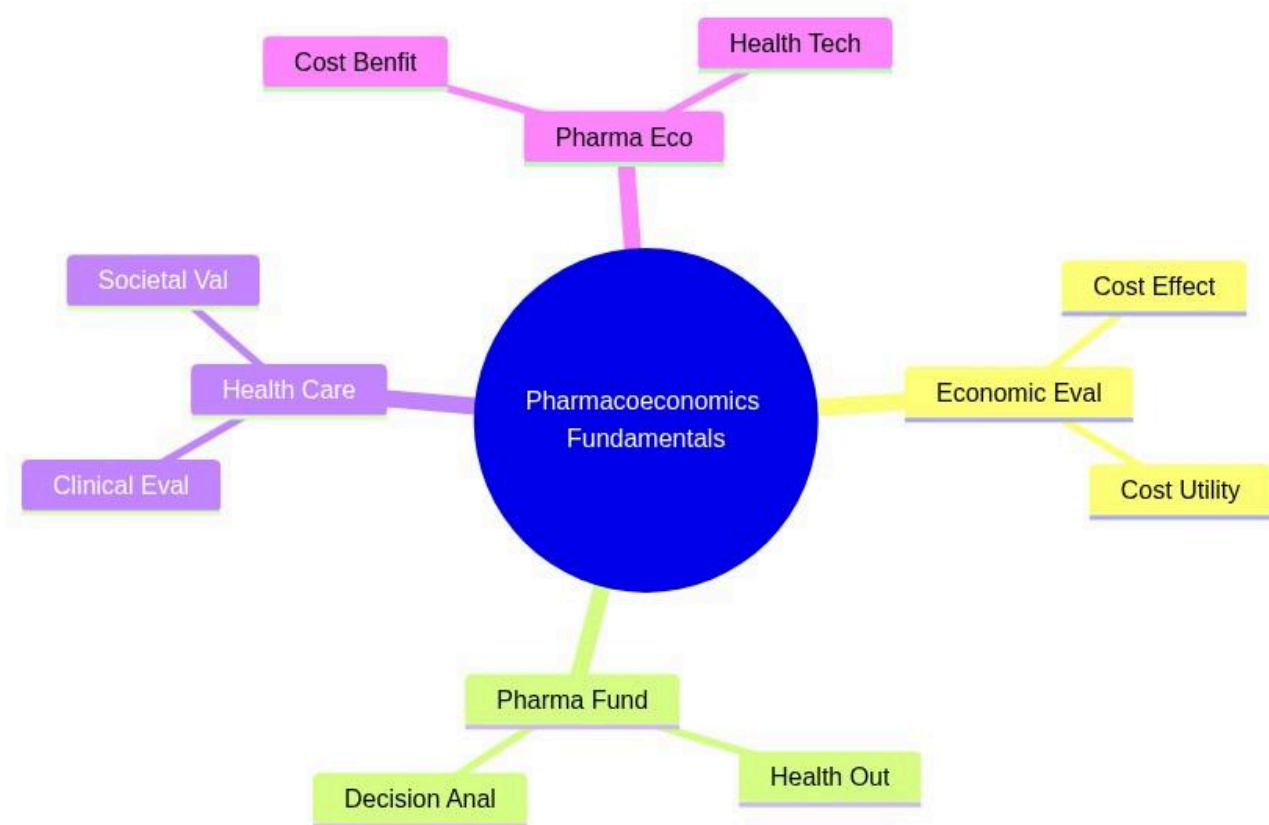 Health Tech
Cost Benfit
Pharma Eco
Societal Val
Cost Effect
Health Care
Economic Eval
Pharmacoeconomics
Fundamentals
Clinical Eval
Cost Utility
Pharma Fund
Health Out
Decision Anal